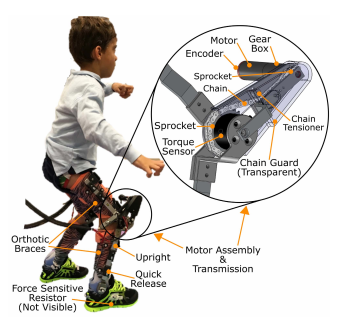 Motor
Gear
Box
Encoder
Sprocket
Chain
Chain
Tensioner
Sprocket
Torque
Sensor
Chain Guard
(Transparent)
Orthotic
Braces
Upright
Motor Assembly
&
Transmission
Quick
Release
Force Sensitive
Resistor
(Not Visible)